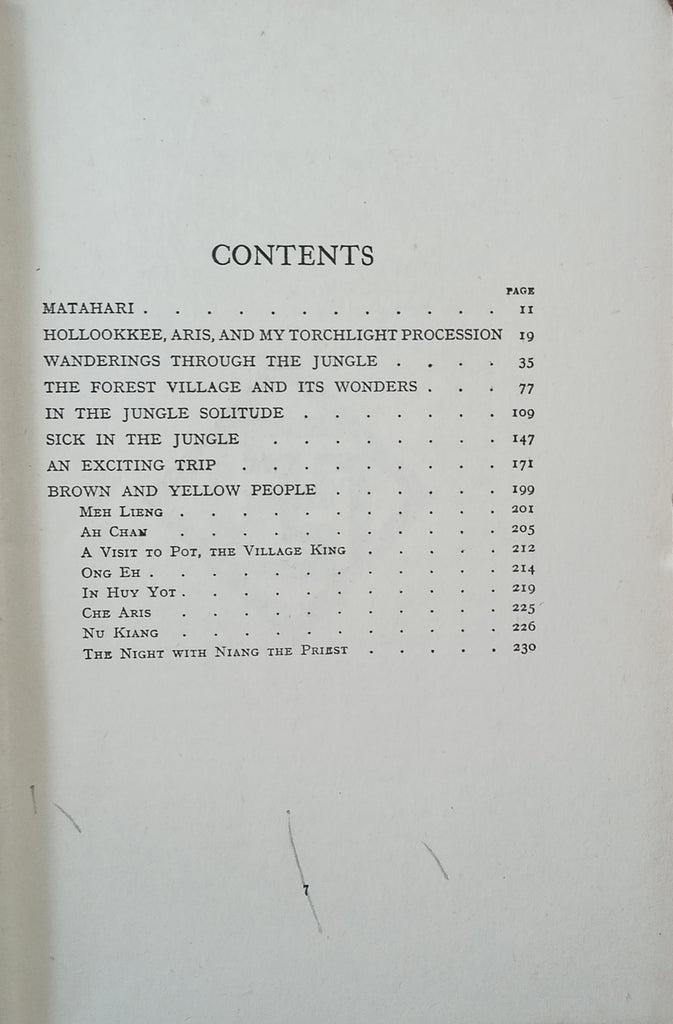 CONTENTS
PAGE
MATAHARI . . . . . . . . . . . . . 11
HOLLOOKKEE, ARIS, AND MY TORCHLIGHT PROCESSION 19
WANDERINGS THROUGH THE JUNGLE . . . . 35
THE FOREST VILLAGE AND ITS WONDERS . . . 77
IN THE JUNGLE SOLITUDE . . . . . . . 109
SICK IN THE JUNGLE . . . . . . . . 147
AN EXCITING TRIP . . . . . . . . . 171
BROWN AND YELLOW PEOPLE . . . . . . 199
MEH LIENG . . . . . . . . . . . 201
AH CHAN . . . . . . . . . . . 205
A VISIT TO POT, THE VILLAGE KING . . . . . 212
ONG EH . . . . . . . . . . . . 214
IN HUY YOT . . . . . . . . . . . 219
CHE ARIS . . . . . . . . . . . 225
NU KIANG . . . . . . . . . . . 226
THE NIGHT WITH NIANG THE PRIEST . . . . . 230
7